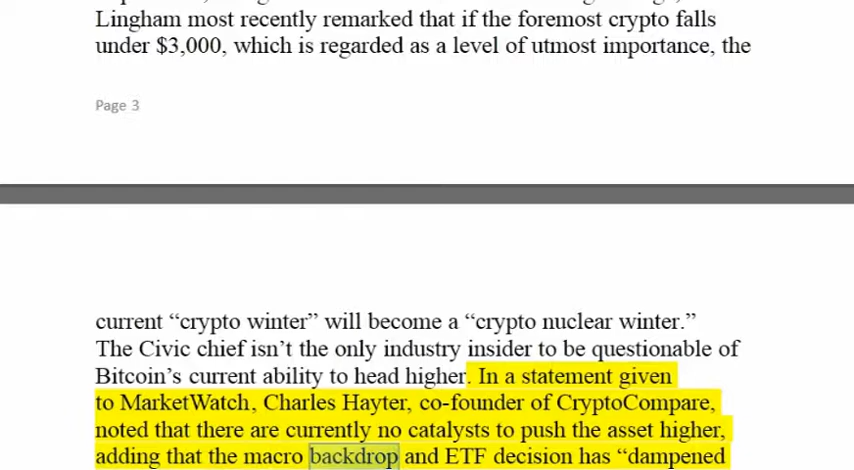 Lingham most recently remarked that if the foremost crypto falls
under $3,000, which is regarded as a level of utmost importance, the
Page 3
current “crypto winter” will become a “crypto nuclear winter.”
The Civic chief isn’t the only industry insider to be questionable of
Bitcoin’s current ability to head higher. In a statement given
to MarketWatch, Charles Hayter, co-founder of CryptoCompare,
noted that there are currently no catalysts to push the asset higher,
adding that the macro backdrop and ETF decision has “dampened